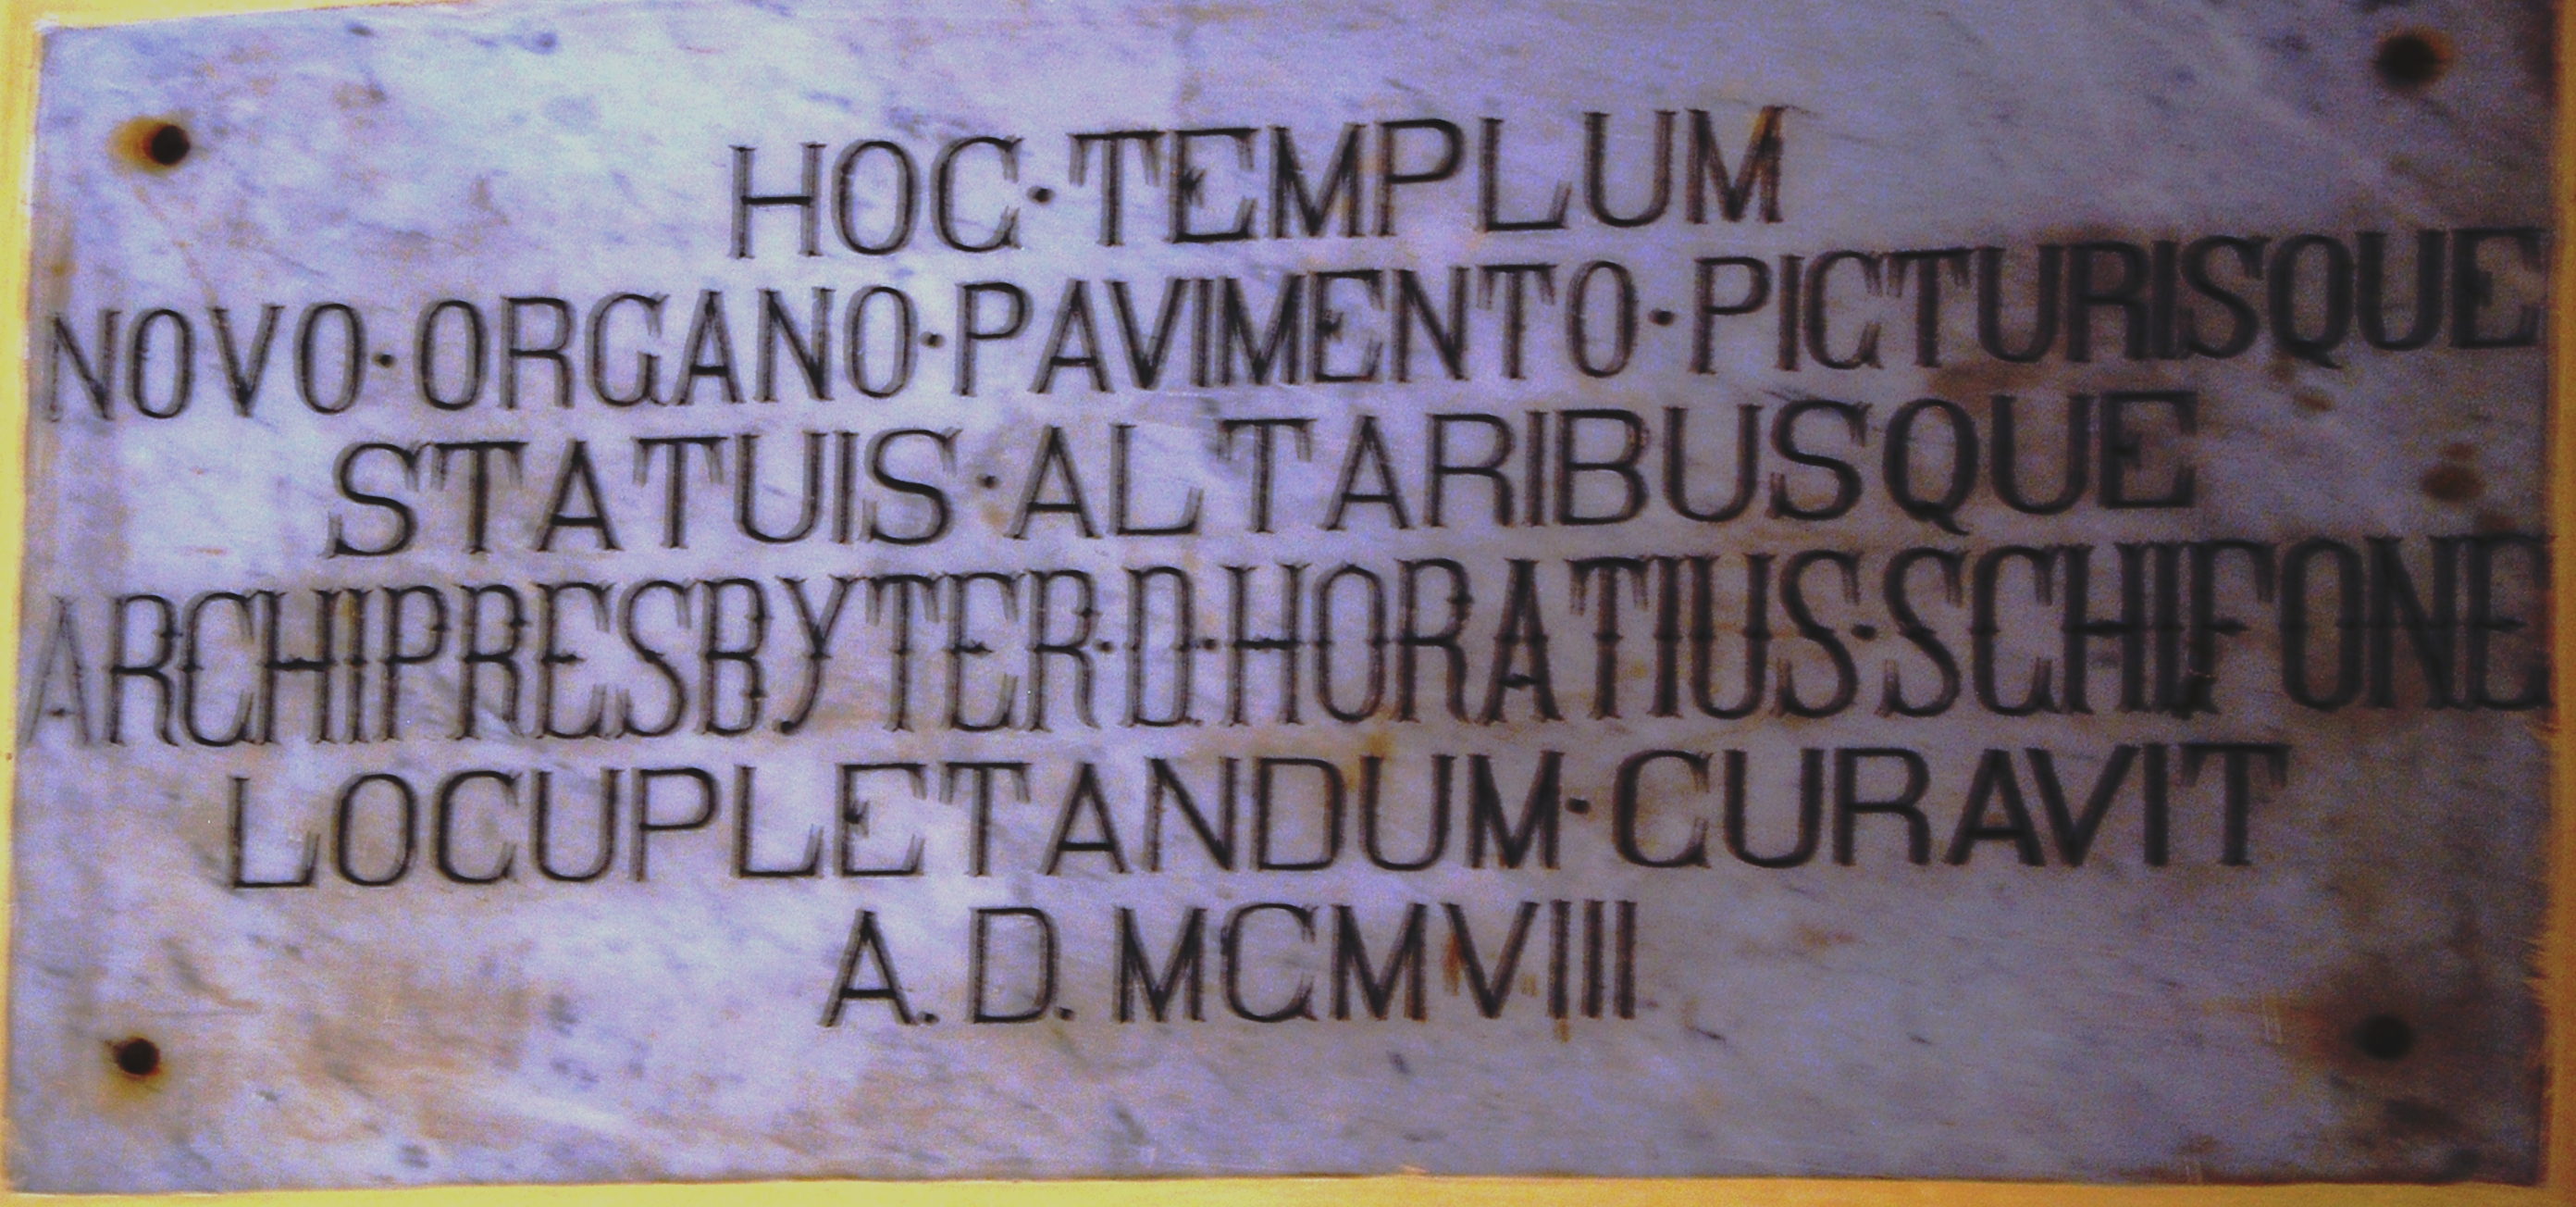 HOC·TEMPLUM
NOVO·ORGANO·PAVIMENTO·PICTURISQUE
STATUIS·ALTARIBUSQUE
ARCHIPRESBYTER·D·HORATIUS·SCHIFONE
LOCUPLETANDUM·CURAVIT
A.D. MCMVIII